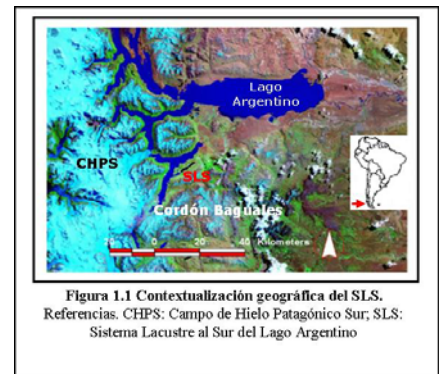 Lago
Argentino
CHPS
SLS
Cordón Baguales
20 0 20 40 Kilometers
Figura 1.1 Contextualización geográfica del SLS.
Referencias. CHPS: Campo de Hielo Patagónico Sur; SLS:
Sistema Lacustre al Sur del Lago Argentino